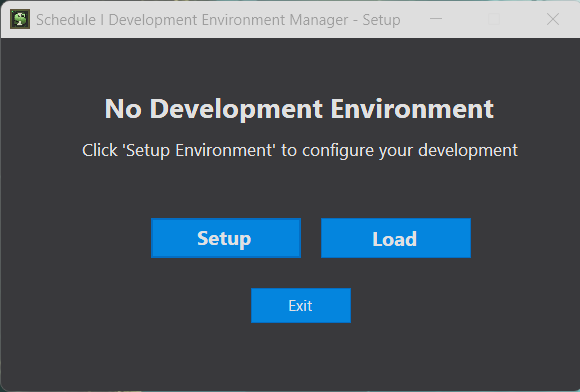 Schedule I Development Environment Manager - Setup
No Development Environment
Click 'Setup Environment' to configure your development
Setup Load
Exit